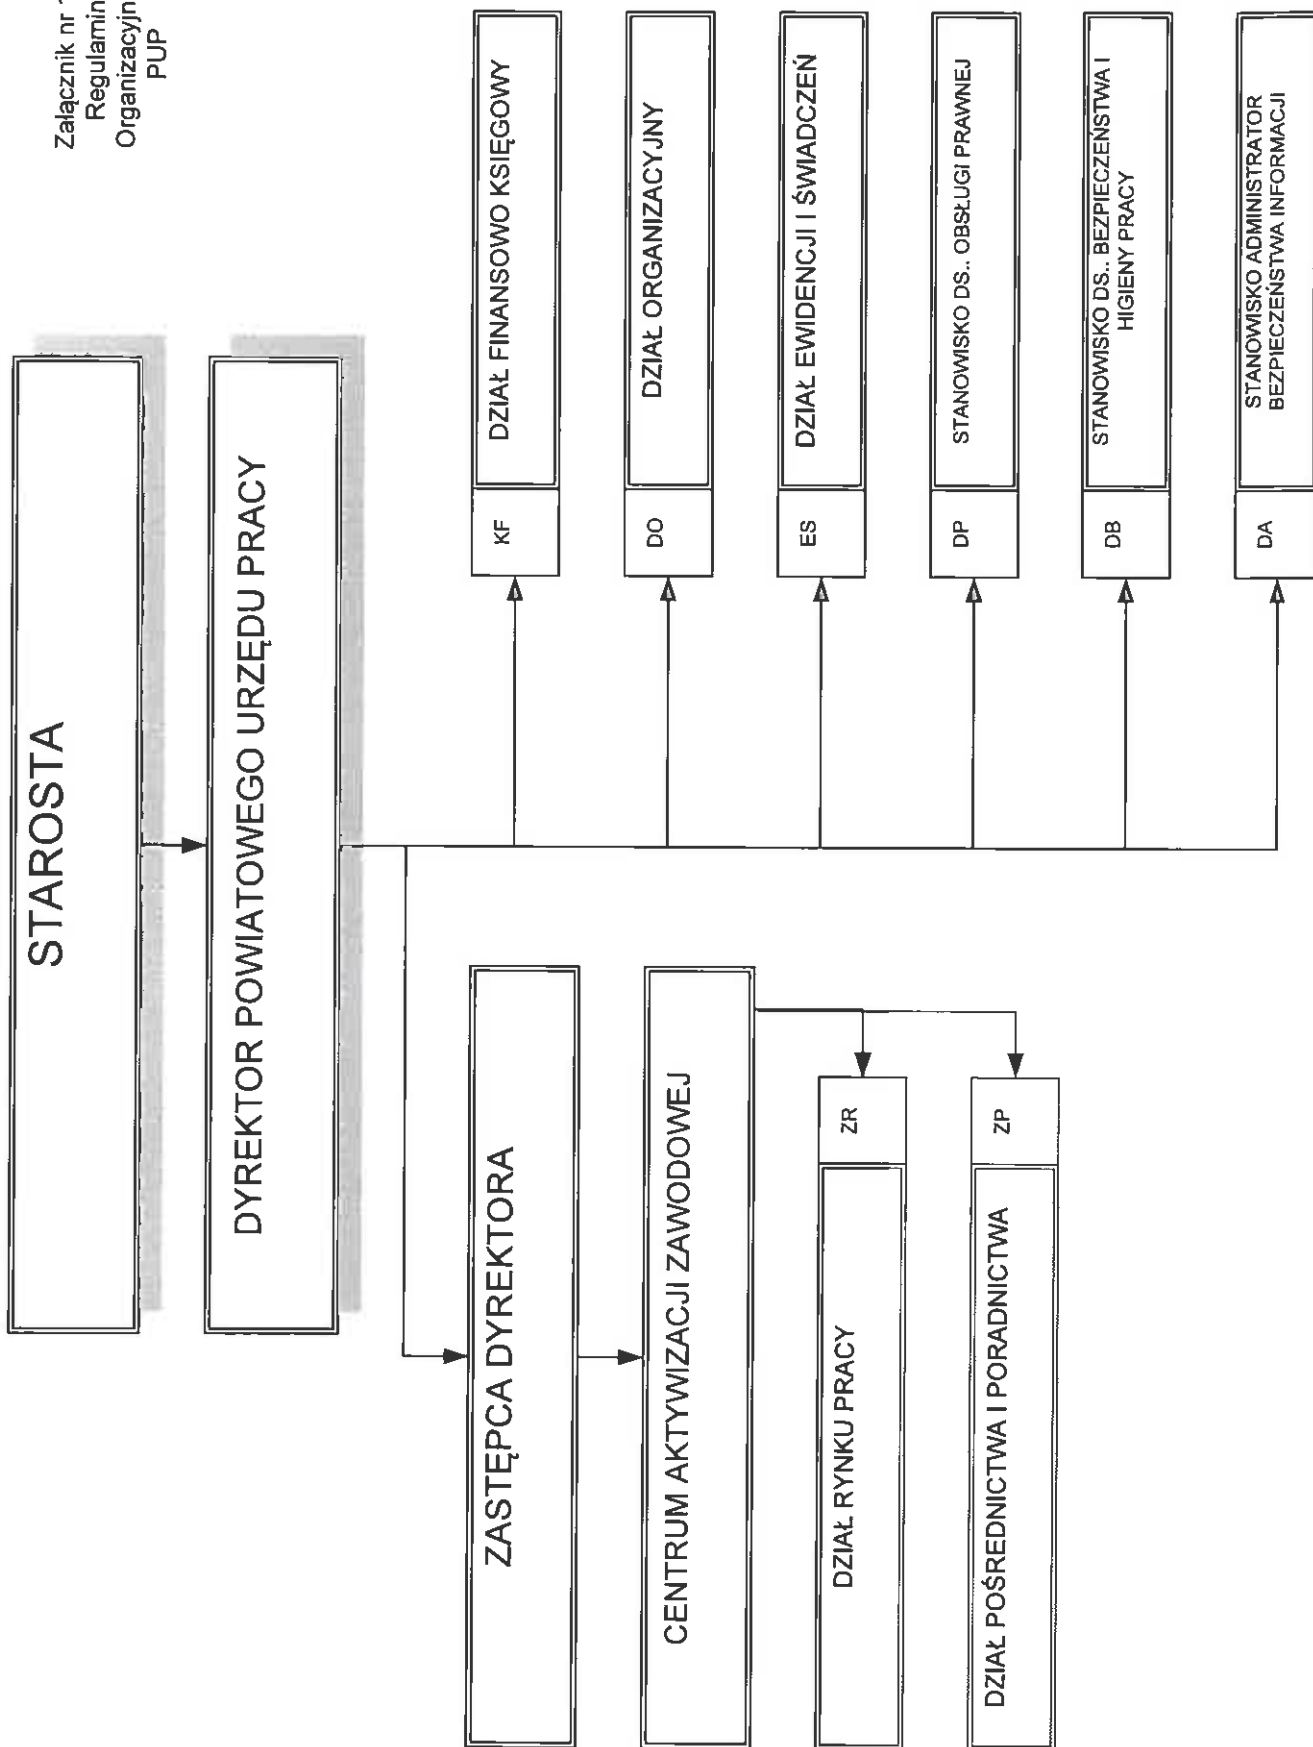 Załącznik nr
Regulamin
Organizacyjn
PUP
STAROSTA
DYREKTOR POWIATOWEGO URZĘDU PRACY
ZASTĘPCA DYREKTORA
CENTRUM AKTYWIZACJI ZAWODOWEJ
DZIAŁ RYNKU PRACY
ZR
DZIAŁ POŚREDNICTWA I PORADNICTWA
ZP
KF
DZIAŁ FINANSOWO KSIĘGOWY
DO
DZIAŁ ORGANIZACYJNY
ES
DZIAŁ EWIDENCJI I ŚWIADCZEŃ
DP
STANOWISKO DS.. OBSŁUGI PRAWNEJ
DB
STANOWISKO DS.. BEZPIECZEŃSTWA I
HIGIENY PRACY
DA
STANOWISKO ADMINISTRATOR
BEZPIECZEŃSTWA INFORMACJI